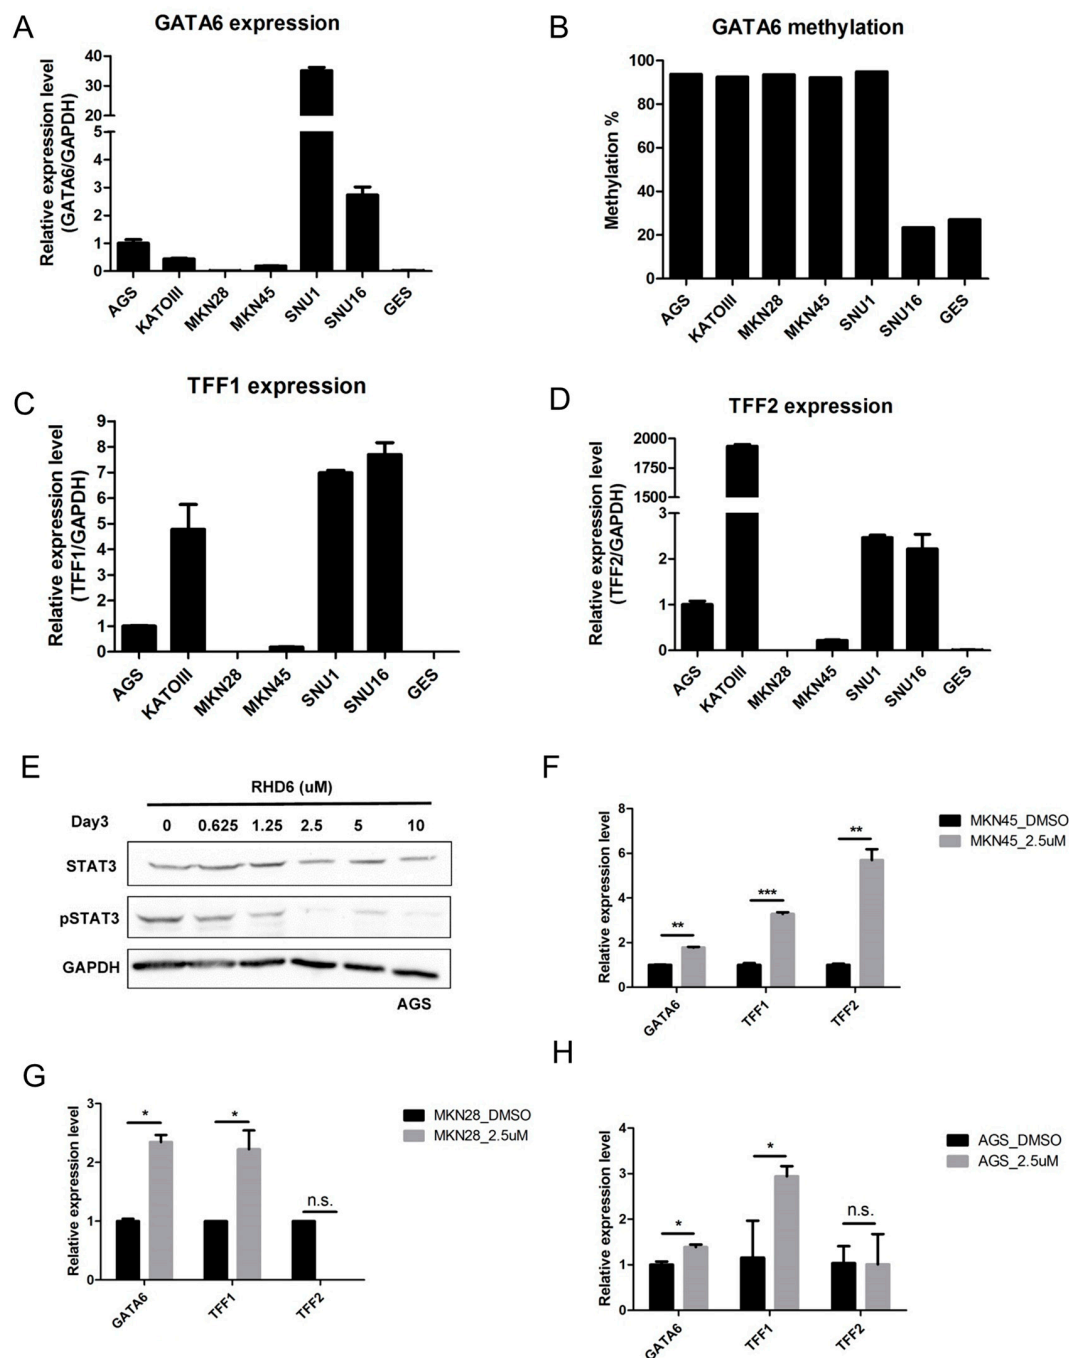 A
GATA6 expression
Relative expression level
(GATA6/GAPDH)
40
30
20
5
4
3
2
1
0
AGS
KATOIII
MKN28
MKN45
SNU1
SNU16
GES
B
GATA6 methylation
Methylation %
100
80
60
40
20
0
AGS
KATOIII
MKN28
MKN45
SNU1
SNU16
GES
C
TFF1 expression
Relative expression level
(TFF1/GAPDH)
9
8
7
6
5
4
3
2
1
0
AGS
KATOIII
MKN28
MKN45
SNU1
SNU16
GES
D
TFF2 expression
Relative expression level
(TFF2/GAPDH)
2000
1750
1500
3
2
1
0
AGS
KATOIII
MKN28
MKN45
SNU1
SNU16
GES
E
RHD6 (uM)
Day3 0 0.625 1.25 2.5 5 10
STAT3
pSTAT3
GAPDH
AGS
F
Relative expression level
8
6
4
2
0
** *** **
GATA6
TFF1
TFF2
MKN45_DMSO
MKN45_2.5uM
G
Relative expression level
3
2
1
0
* * n.s.
GATA6
TFF1
TFF2
MKN28_DMSO
MKN28_2.5uM
H
Relative expression level
4
3
2
1
0
* * n.s.
GATA6
TFF1
TFF2
AGS_DMSO
AGS_2.5uM